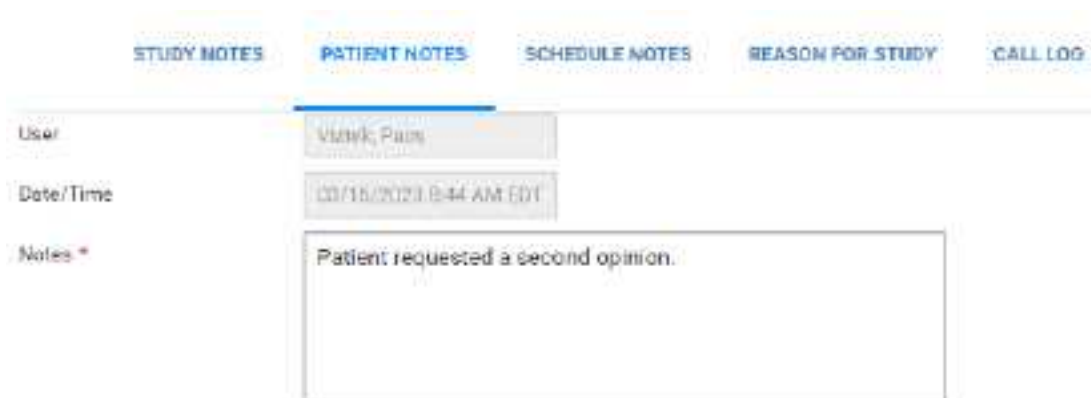 STUDY NOTES PATIENT NOTES SCHEDULE NOTES REASON FOR STUDY CALL LOG
User
Date/Time AM EDT
Notes *
Patient requested a second opinion.